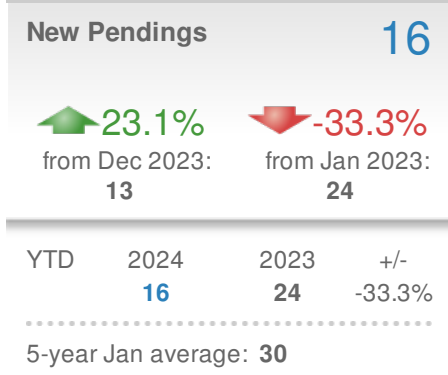 New Pendings 16
23.1% -33.3%
from Dec 2023: from Jan 2023:
13 24
YTD 2024 2023 +/-
16 24 -33.3%
5-year Jan average: 30